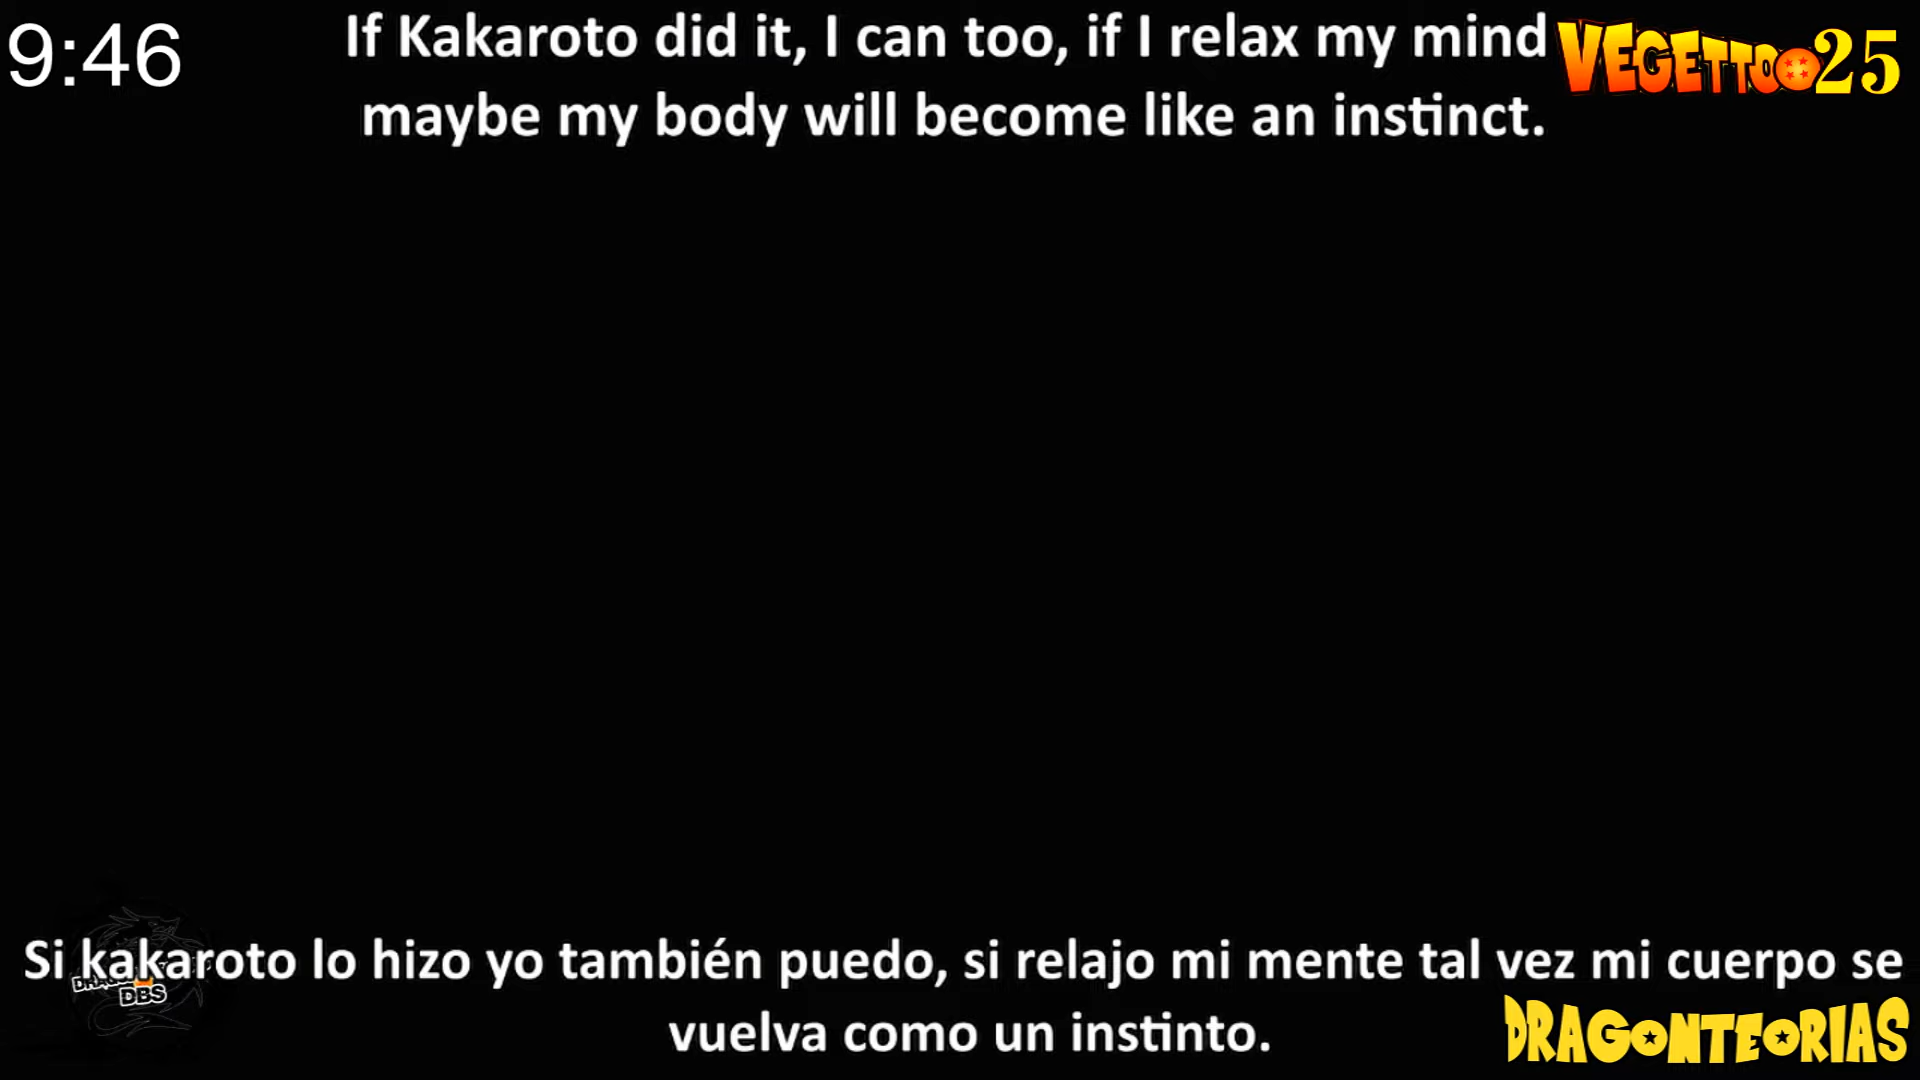 9:46
If Kakaroto did it, I can too, if I relax my mind
maybe my body will become like an instinct.
VEGETTO25
Si kakaroto lo hizo yo también puedo, si relajo mi mente tal vez mi cuerpo se
vuelva como un instinto.
DBS
DRAGONTEORIAS